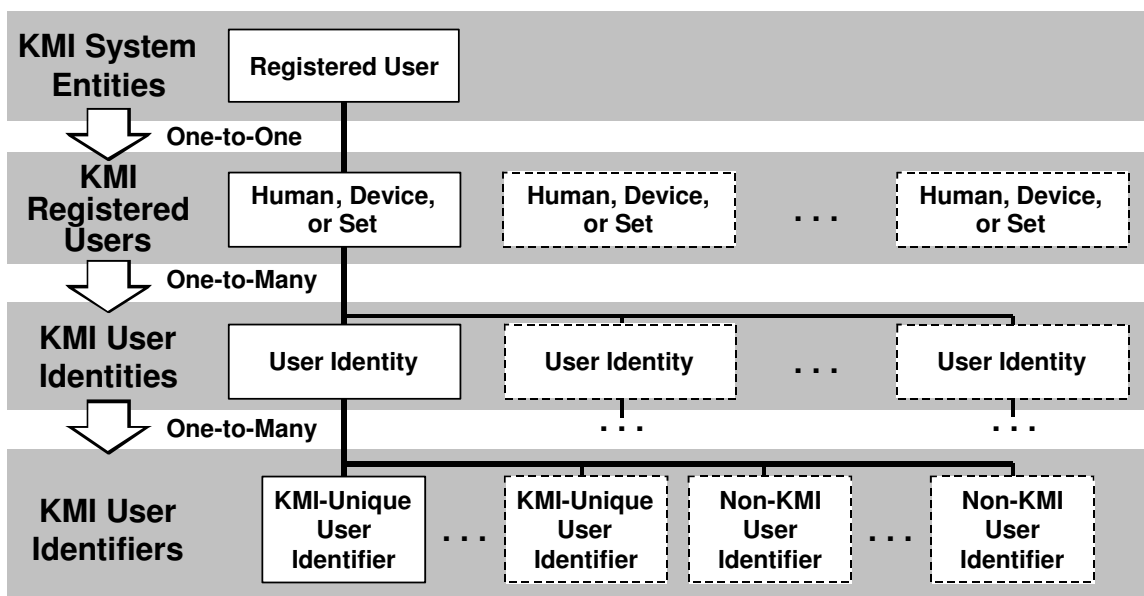 KMI System
Entities
Registered User
One-to-One
KMI
Registered
Users
Human, Device,
or Set
Human, Device,
or Set
. . .
Human, Device,
or Set
One-to-Many
KMI User
Identities
User Identity
User Identity
. . .
User Identity
One-to-Many
. . .
. . .
KMI User
Identifiers
KMI-Unique
User
Identifier
. . .
KMI-Unique
User
Identifier
Non-KMI
User
Identifier
. . .
Non-KMI
User
Identifier